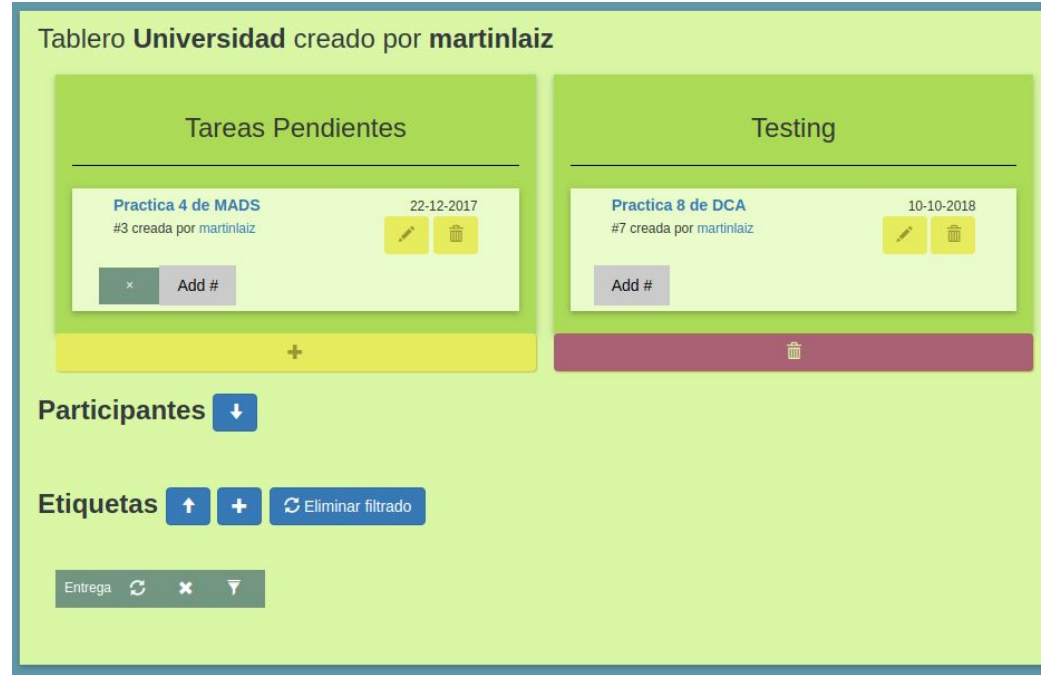 Tablero Universidad creado por martinlaiz
Tareas Pendientes
Practica 4 de MADS 22-12-2017
#3 creada por martinlaiz
× Add #
Testing
Practica 8 de DCA 10-10-2018
#7 creada por martinlaiz
Add #
Participantes
Etiquetas Eliminar filtrado
Entrega